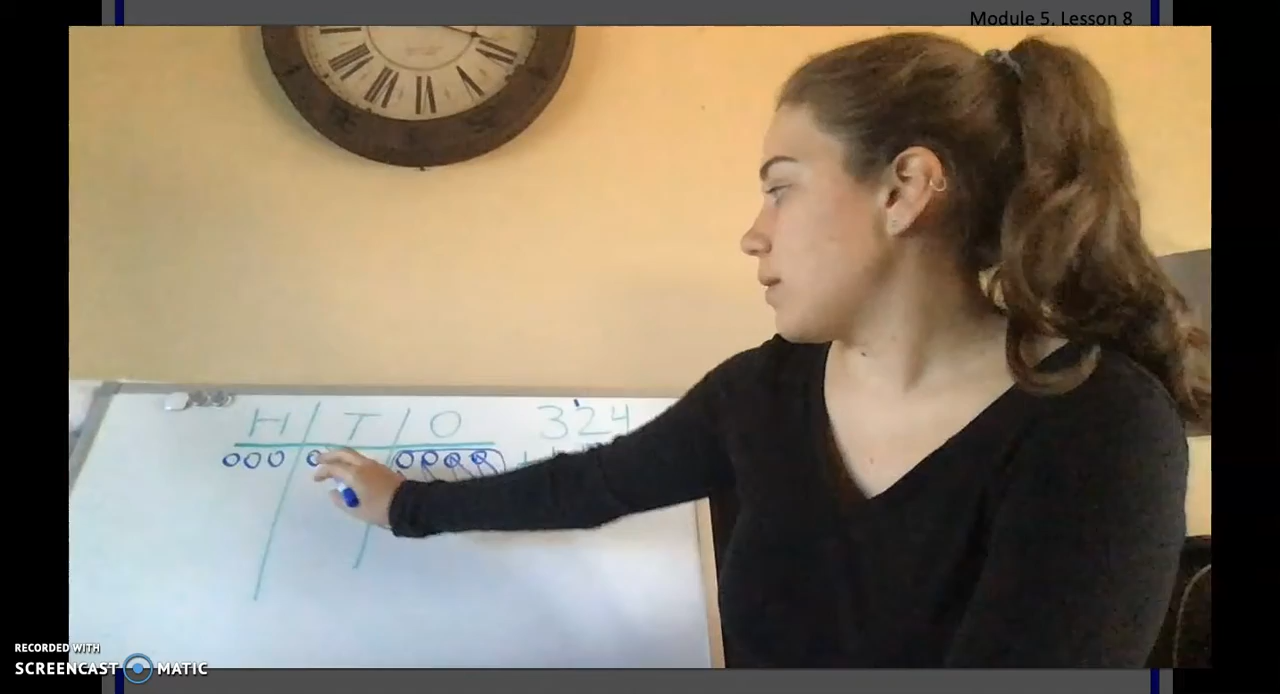 Module 5, Lesson 8
H T O
324
RECORDED WITH
SCREENCAST MATIC